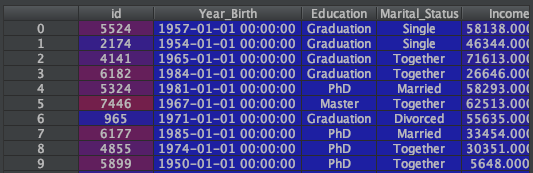 id Year_Birth Education Marital_Status Income
0 5524 1957-01-01 00:00:00 Graduation Single 58138.000
1 2174 1954-01-01 00:00:00 Graduation Single 46344.000
2 4141 1965-01-01 00:00:00 Graduation Together 71613.000
3 6182 1984-01-01 00:00:00 Graduation Together 26646.000
4 5324 1981-01-01 00:00:00 PhD Married 58293.000
5 7446 1967-01-01 00:00:00 Master Together 62513.000
6 965 1971-01-01 00:00:00 Graduation Divorced 55635.000
7 6177 1985-01-01 00:00:00 PhD Married 33454.000
8 4855 1974-01-01 00:00:00 PhD Together 30351.000
9 5899 1950-01-01 00:00:00 PhD Together 5648.000